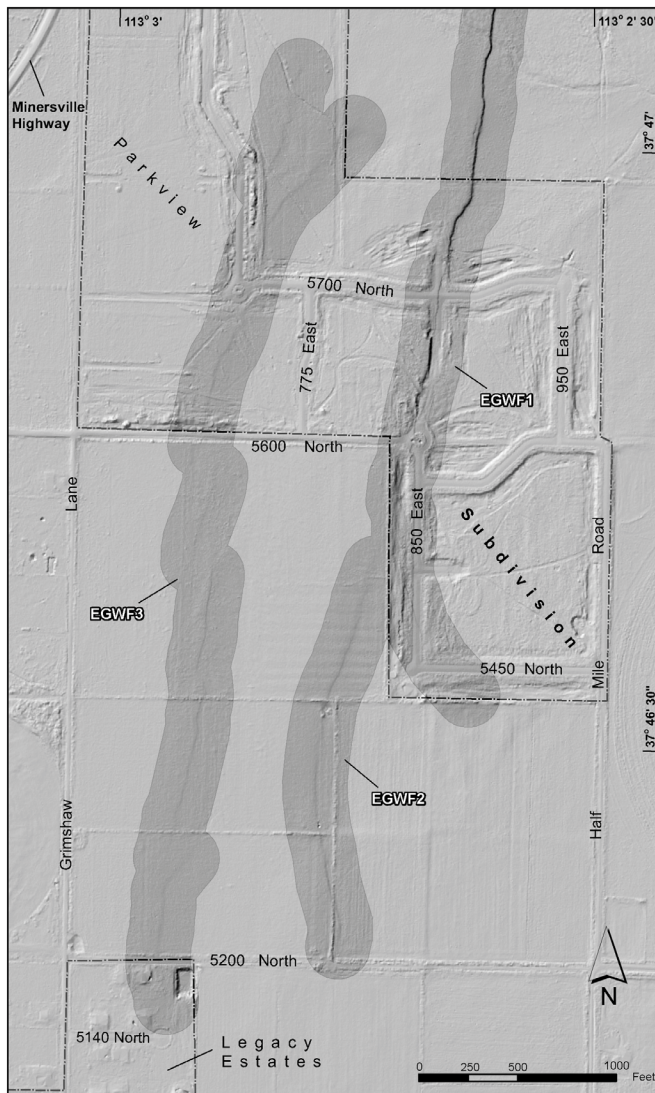 113° 3'
113° 2' 30"
Minersville
Highway
37° 47'
Parkview
5700 North
775 East
950 East
EGWF1
5600 North
Lane
850 East
Subdivision
Road
EGWF3
5450 North
Mile
37° 46' 30"
EGWF2
Grimshaw
Half
5200 North
N
5140 North
Legacy
Estates
0 250 500 1000
Feet